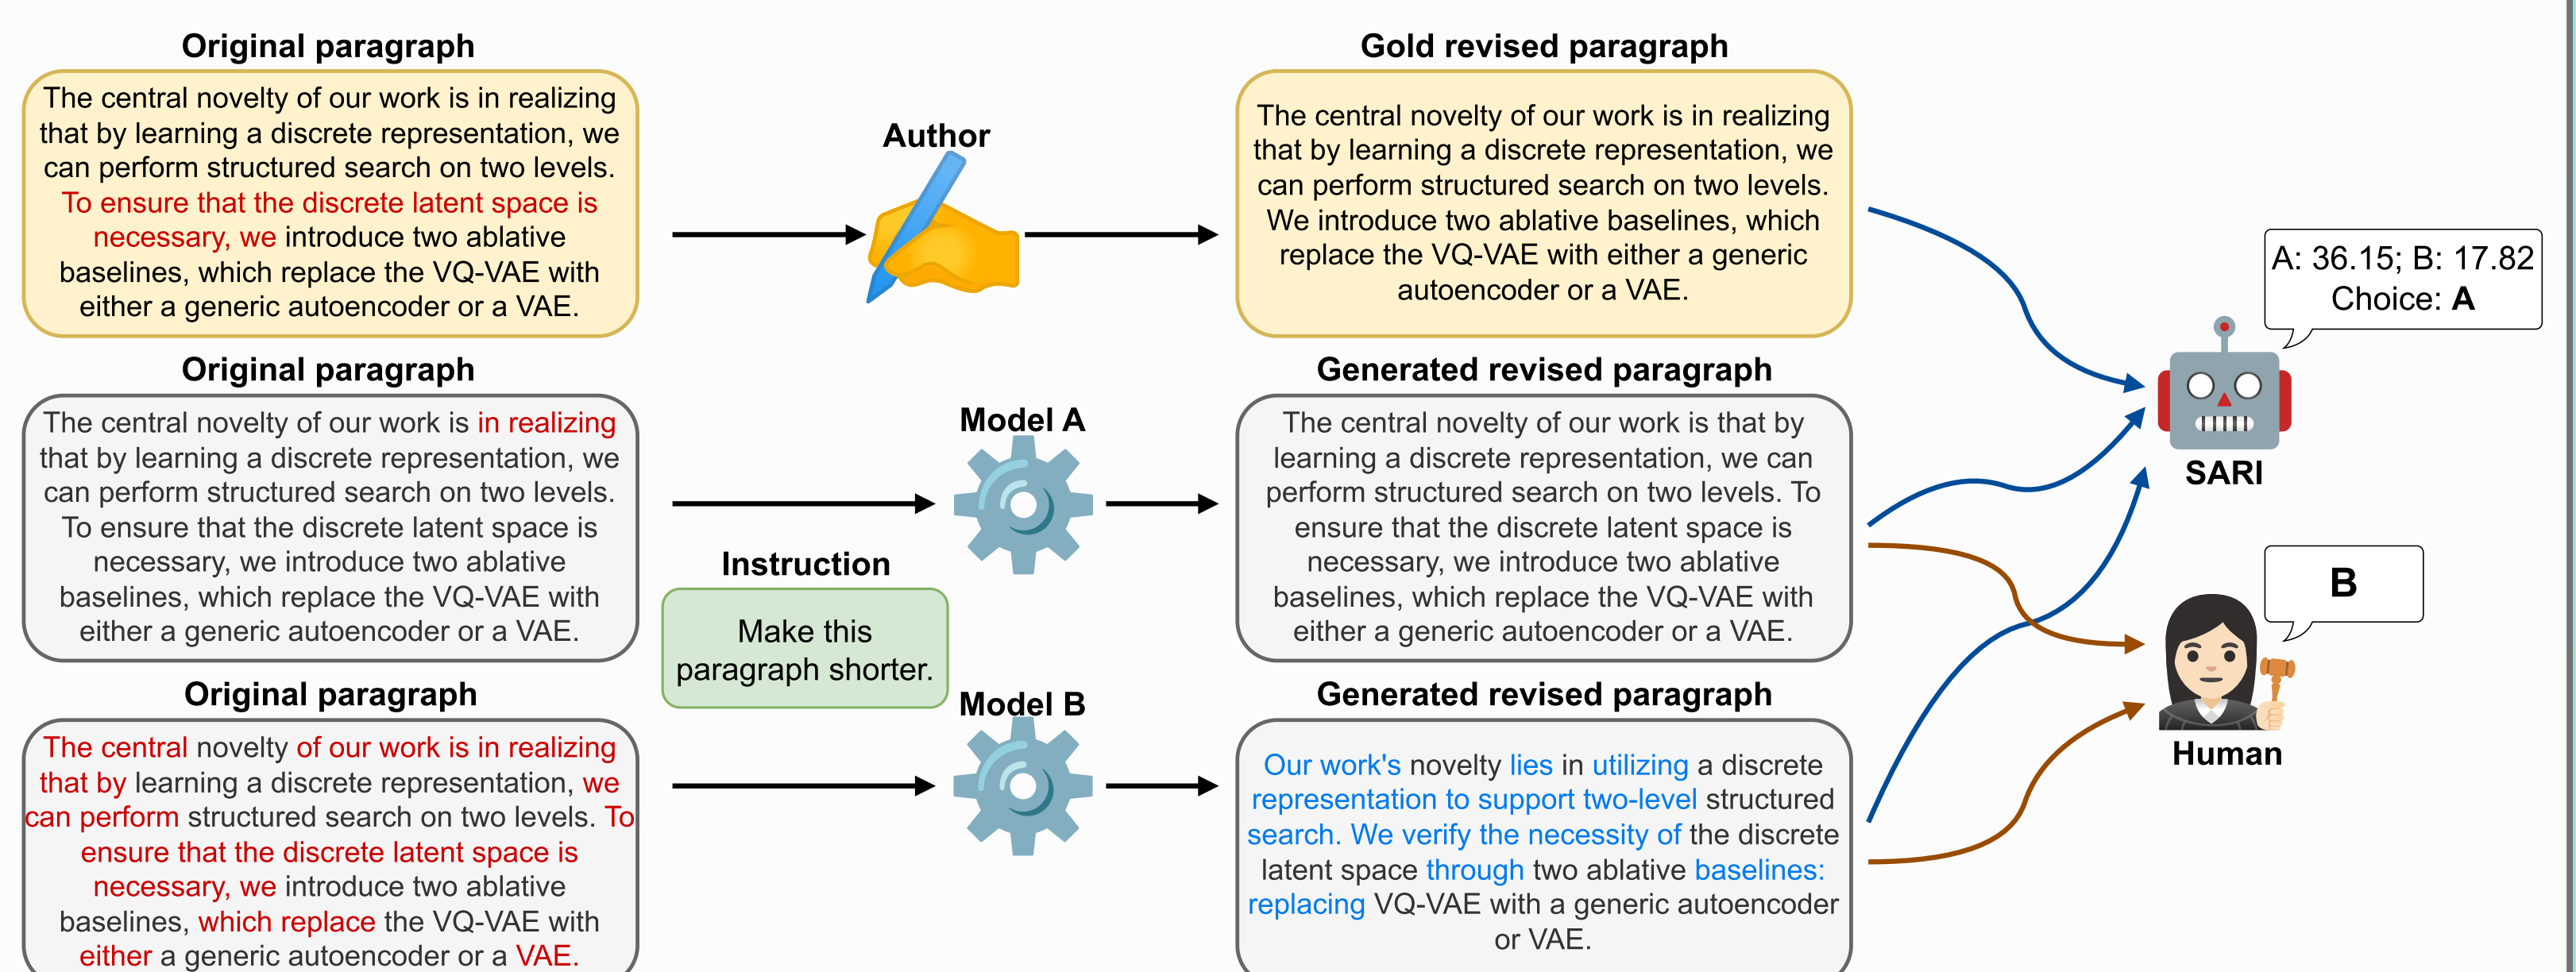 Original paragraph
The central novelty of our work is in realizing
that by learning a discrete representation, we
can perform structured search on two levels.
To ensure that the discrete latent space is
necessary, we introduce two ablative
baselines, which replace the VQ-VAE with
either a generic autoencoder or a VAE.
Author
Gold revised paragraph
The central novelty of our work is in realizing
that by learning a discrete representation, we
can perform structured search on two levels.
We introduce two ablative baselines, which
replace the VQ-VAE with either a generic
autoencoder or a VAE.
Original paragraph
The central novelty of our work is in realizing
that by learning a discrete representation, we
can perform structured search on two levels.
To ensure that the discrete latent space is
necessary, we introduce two ablative
baselines, which replace the VQ-VAE with
either a generic autoencoder or a VAE.
Model A
Generated revised paragraph
The central novelty of our work is that by
learning a discrete representation, we can
perform structured search on two levels. To
ensure that the discrete latent space is
necessary, we introduce two ablative
baselines, which replace the VQ-VAE with
either a generic autoencoder or a VAE.
Instruction
Make this
paragraph shorter.
Original paragraph
The central novelty of our work is in realizing
that by learning a discrete representation, we
can perform structured search on two levels. To
ensure that the discrete latent space is
necessary, we introduce two ablative
baselines, which replace the VQ-VAE with
either a generic autoencoder or a VAE.
Model B
Generated revised paragraph
Our work's novelty lies in utilizing a discrete
representation to support two-level structured
search. We verify the necessity of the discrete
latent space through two ablative baselines:
replacing VQ-VAE with a generic autoencoder
or VAE.
A: 36.15; B: 17.82
Choice: A
SARI
B
Human